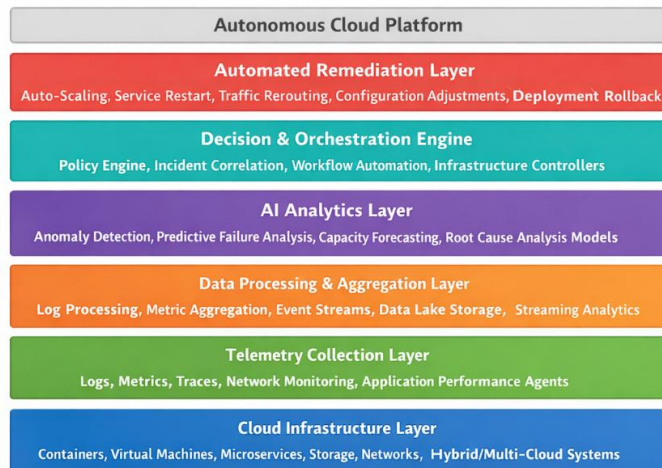 Autonomous Cloud Platform
Automated Remediation Layer
Auto-Scaling, Service Restart, Traffic Rerouting, Configuration Adjustments, Deployment Rollback
Decision & Orchestration Engine
Policy Engine, Incident Correlation, Workflow Automation, Infrastructure Controllers
AI Analytics Layer
Anomaly Detection, Predictive Failure Analysis, Capacity Forecasting, Root Cause Analysis Models
Data Processing & Aggregation Layer
Log Processing, Metric Aggregation, Event Streams, Data Lake Storage, Streaming Analytics
Telemetry Collection Layer
Logs, Metrics, Traces, Network Monitoring, Application Performance Agents
Cloud Infrastructure Layer
Containers, Virtual Machines, Microservices, Storage, Networks, Hybrid/Multi-Cloud Systems